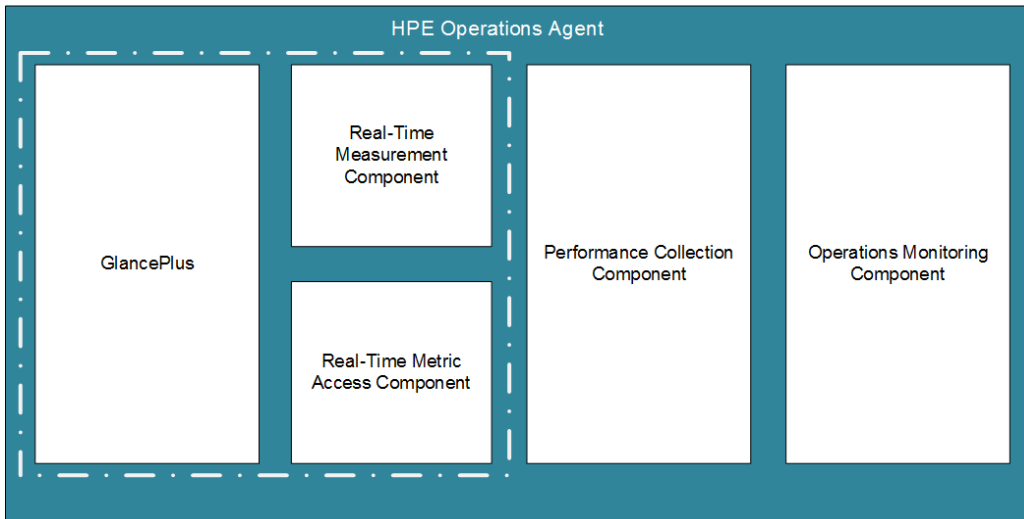 HPE Operations Agent
GlancePlus
Real-Time
Measurement
Component
Real-Time Metric
Access Component
Performance Collection
Component
Operations Monitoring
Component